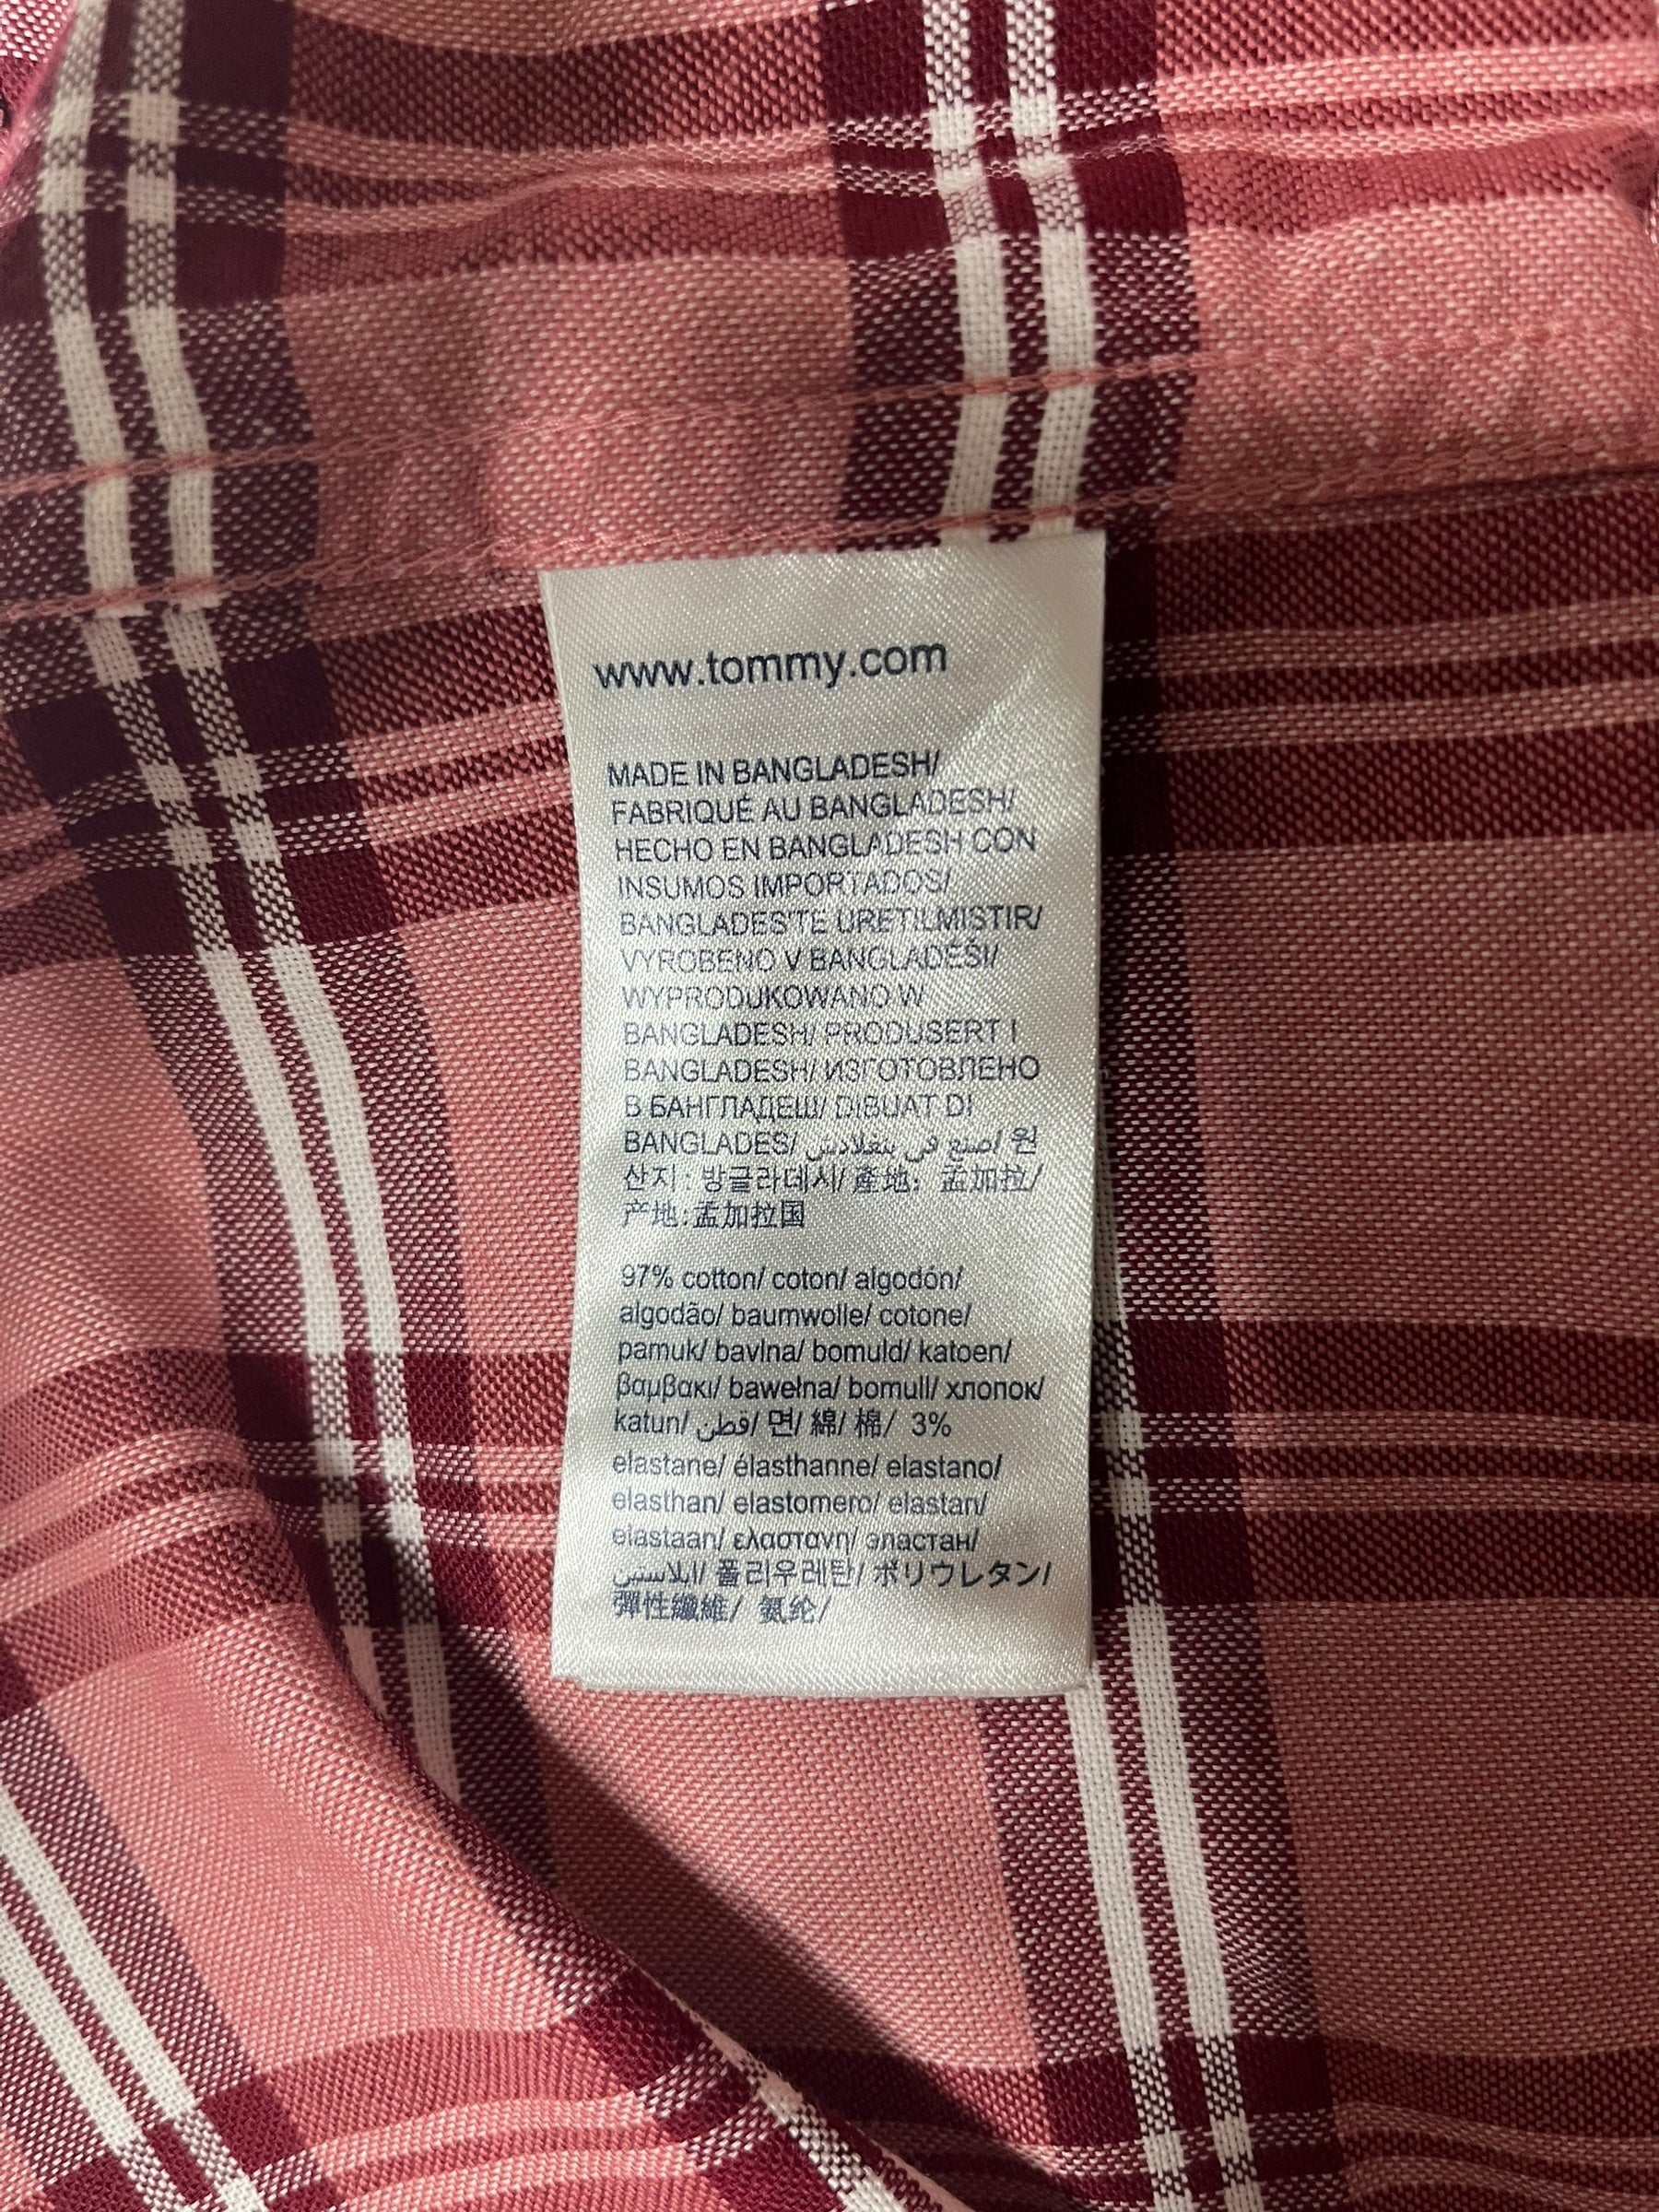 www.tommy.com
MADE IN BANGLADESH/
FABRIQUÉ AU BANGLADESH/
HECHO EN BANGLADESH CON
INSUMOS IMPORTADOS/
BANGLADES'TE URETILMISTIR/
VYROBENO V BANGLADÉŠI/
WYPRODUKOWANO W
BANGLADESH/ PRODUSERT I
BANGLADESH/ ИЗГОТОВЛЕНО
В БАНГЛАДЕШ/ DIBUAT DI
BANGLADES/ صنع في بنغلادش/ 원
산지 : 방글라데시/ 產地: 孟加拉/
产地:孟加拉国
97% cotton/ coton/ algodón/
algodão/ baumwolle/ cotone/
pamuk/ bavlna/ bomuld/ katoen/
βαμβακι/ bawełna/ bomull/ хлопок/
katun/ قطن/ 면/ 綿/ 棉/ 3%
elastane/ élasthanne/ elastano/
elasthan/ elastomero/ elastan/
elastaan/ ελαστανη/ эластан/
ايلاستين/ 폴리우레탄/ ポリウレタン/
彈性纖維/ 氨纶/